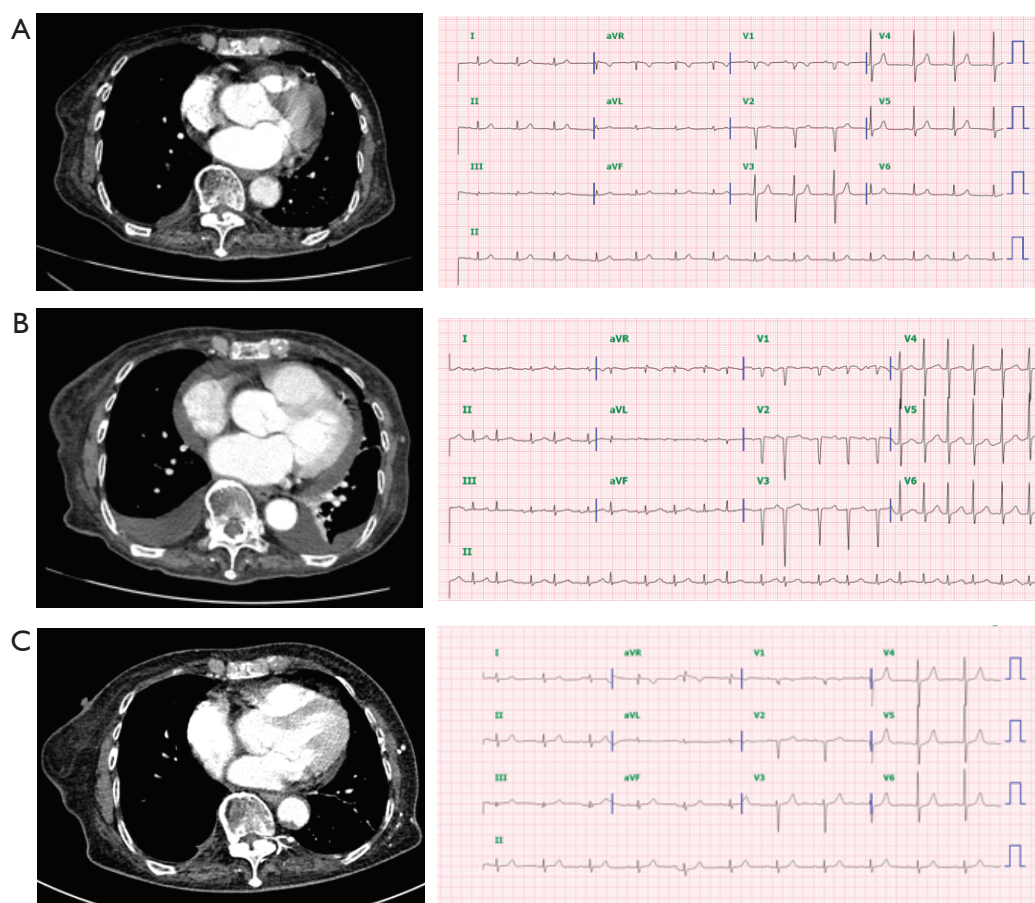 A
I aVR V1 V4
II aVL V2 V5
III aVF V3 V6
II
B
I aVR V1 V4
II aVL V2 V5
III aVF V3 V6
II
C
I aVR V1 V4
II aVL V2 V5
III aVF V3 V6
II